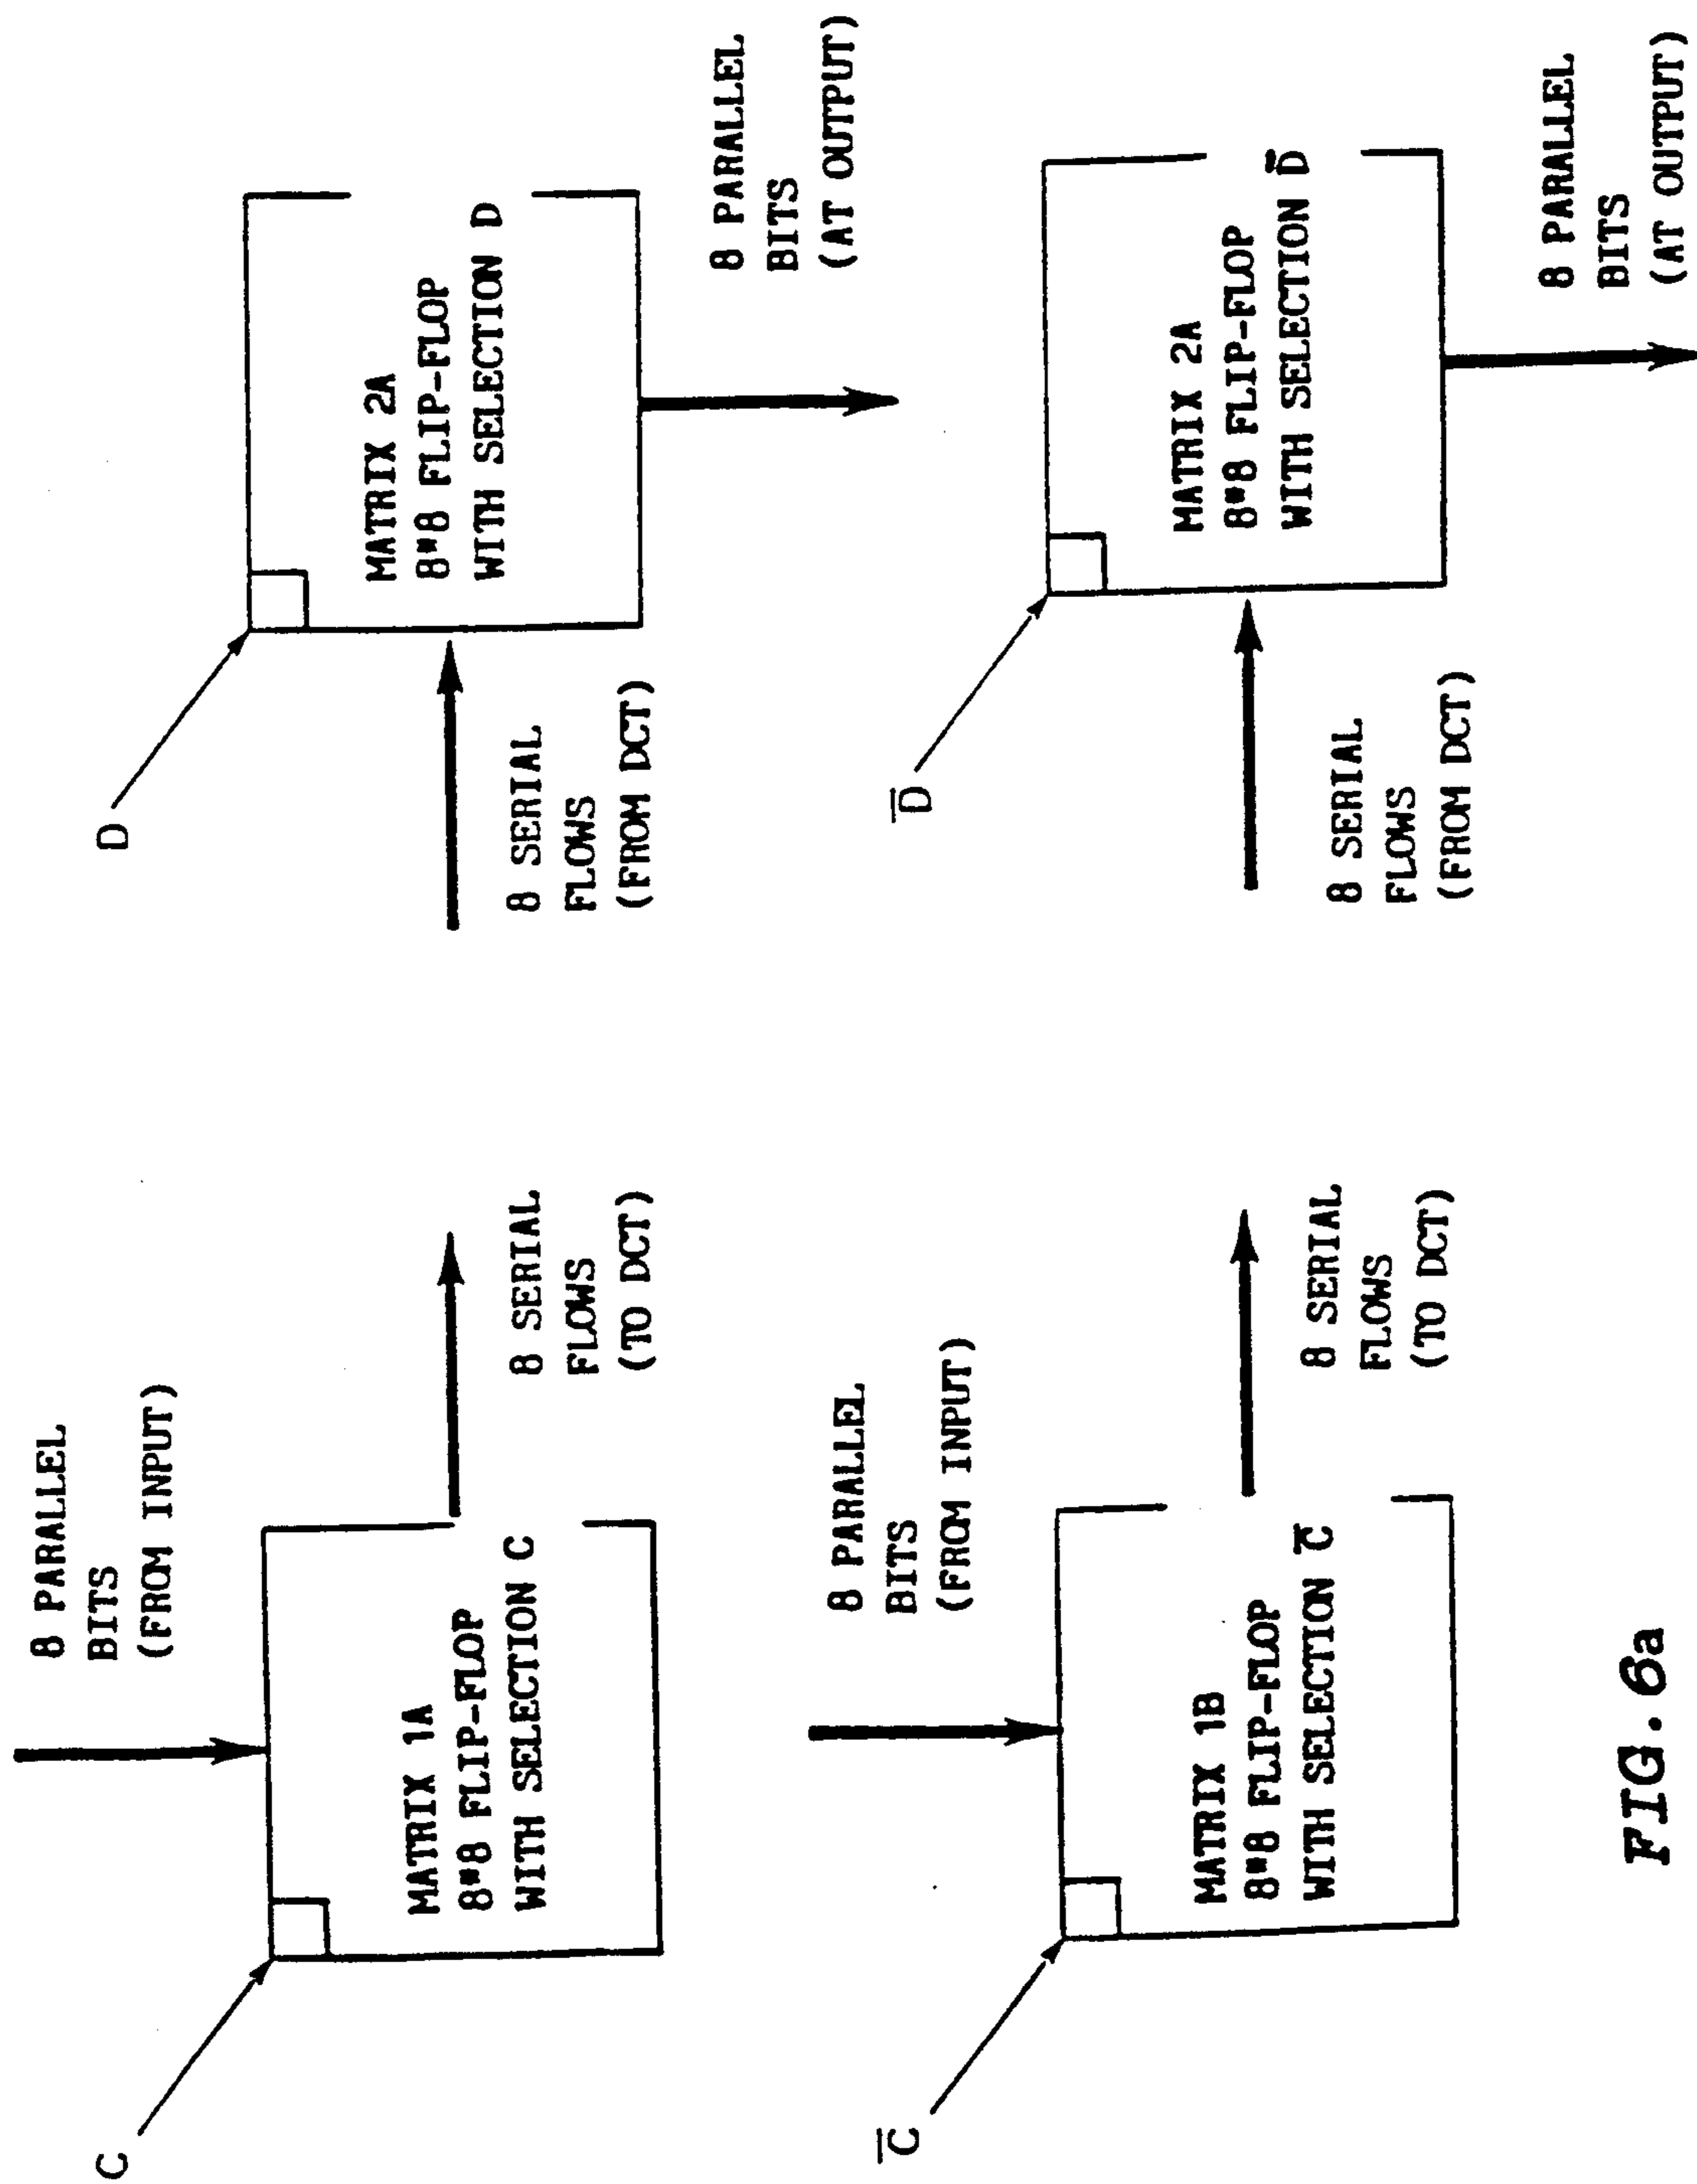 8 PARALLEL
BITS
(FROM INPUT)
C
MATRIX 1A
8*8 FLIP-FLOP
WITH SELECTION C
8 SERIAL
FLOWS
(TO DCT)
D
MATRIX 2A
8*8 FLIP-FLOP
WITH SELECTION D
8 SERIAL
FLOWS
(FROM DCT)
8 PARALLEL
BITS
(AT OUTPUT)
8 PARALLEL
BITS
(FROM INPUT)
C̅
MATRIX 1B
8*8 FLIP-FLOP
WITH SELECTION C̅
8 SERIAL
FLOWS
(TO DCT)
D̅
MATRIX 2A
8*8 FLIP-FLOP
WITH SELECTION D̅
8 SERIAL
FLOWS
(FROM DCT)
8 PARALLEL
BITS
(AT OUTPUT)
FIG. 6a